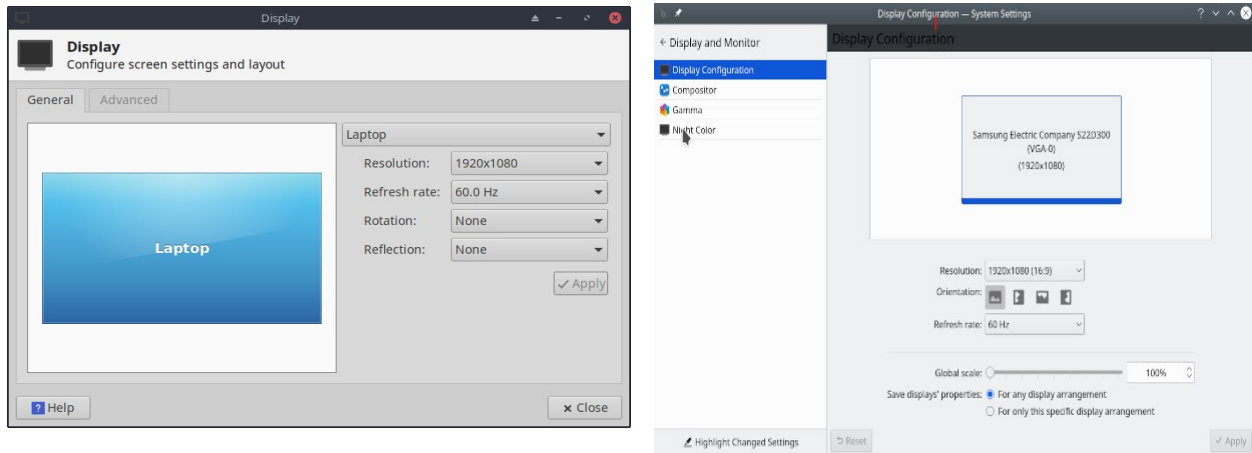 Display
Display
Configure screen settings and layout
General Advanced
Laptop
Laptop
Resolution: 1920x1080
Refresh rate: 60.0 Hz
Rotation: None
Reflection: None
Apply
Help
Close
Display Configuration — System Settings
Display and Monitor
Display Configuration
Compositor
Gamma
Night Color
Highlight Changed Settings
Display Configuration
Samsung Electric Company S22D300
(VGA-0)
(1920x1080)
Resolution: 1920x1080 (16:9)
Orientation:
Refresh rate: 60 Hz
Global scale: 100%
Save displays' properties: For any display arrangement
For only this specific display arrangement
Reset
Apply